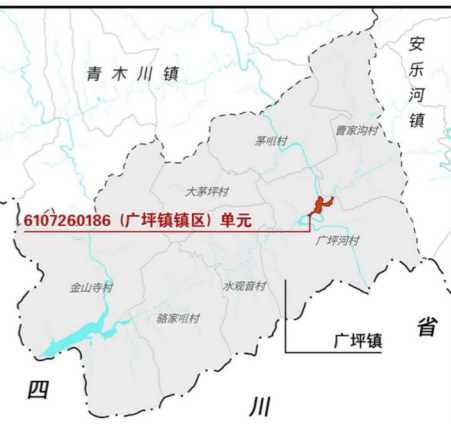 青木川镇
安乐河镇
茅咀村
曹家沟村
大茅坪村
6107260186（广坪镇镇区）单元
广坪河村
金山寺村
水观音村
骆家咀村
广坪镇
四川省